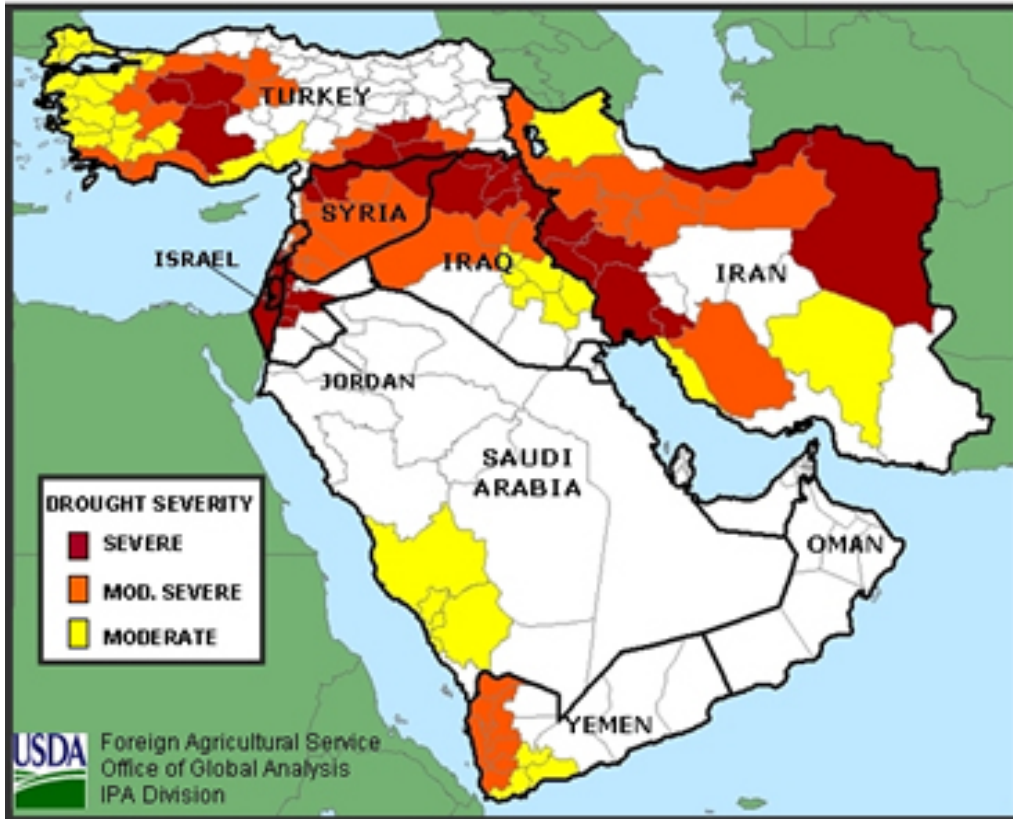 TURKEY
SYRIA
ISRAEL
IRAQ
IRAN
JORDAN
SAUDI
ARABIA
OMAN
YEMEN
DROUGHT SEVERITY
SEVERE
MOD. SEVERE
MODERATE
USDA
Foreign Agricultural Service
Office of Global Analysis
IPA Division